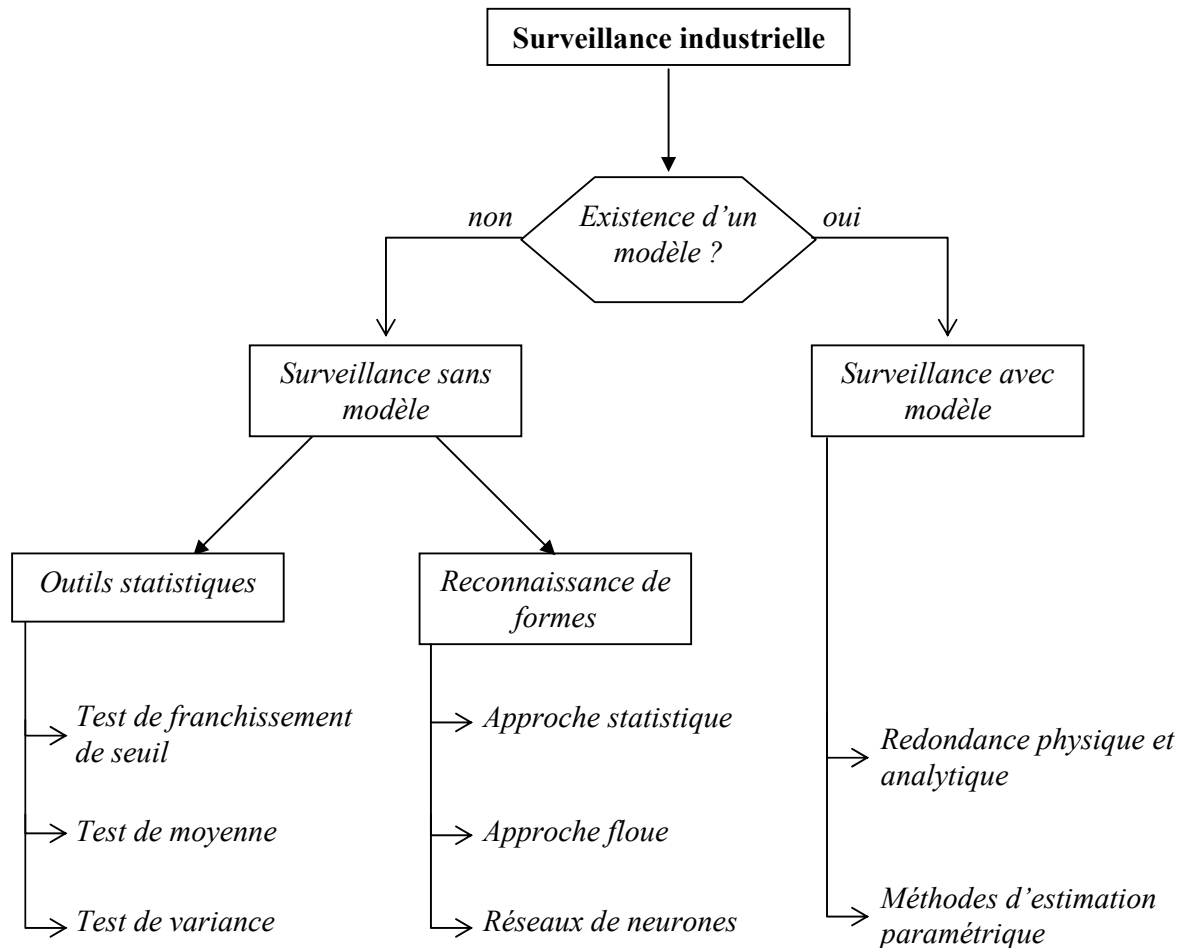 Surveillance industrielle
non
Existence d’un
modèle ?
oui
Surveillance sans
modèle
Surveillance avec
modèle
Outils statistiques
Reconnaissance de
formes
Test de franchissement
de seuil
Test de moyenne
Test de variance
Approche statistique
Approche floue
Réseaux de neurones
Redondance physique et
analytique
Méthodes d’estimation
paramétrique